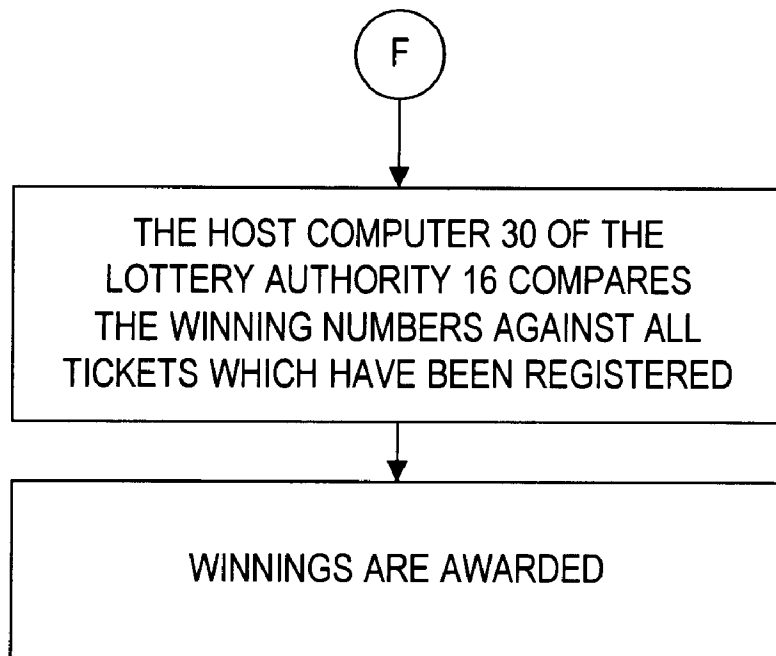 F
THE HOST COMPUTER 30 OF THE
LOTTERY AUTHORITY 16 COMPARES
THE WINNING NUMBERS AGAINST ALL
TICKETS WHICH HAVE BEEN REGISTERED
WINNINGS ARE AWARDED